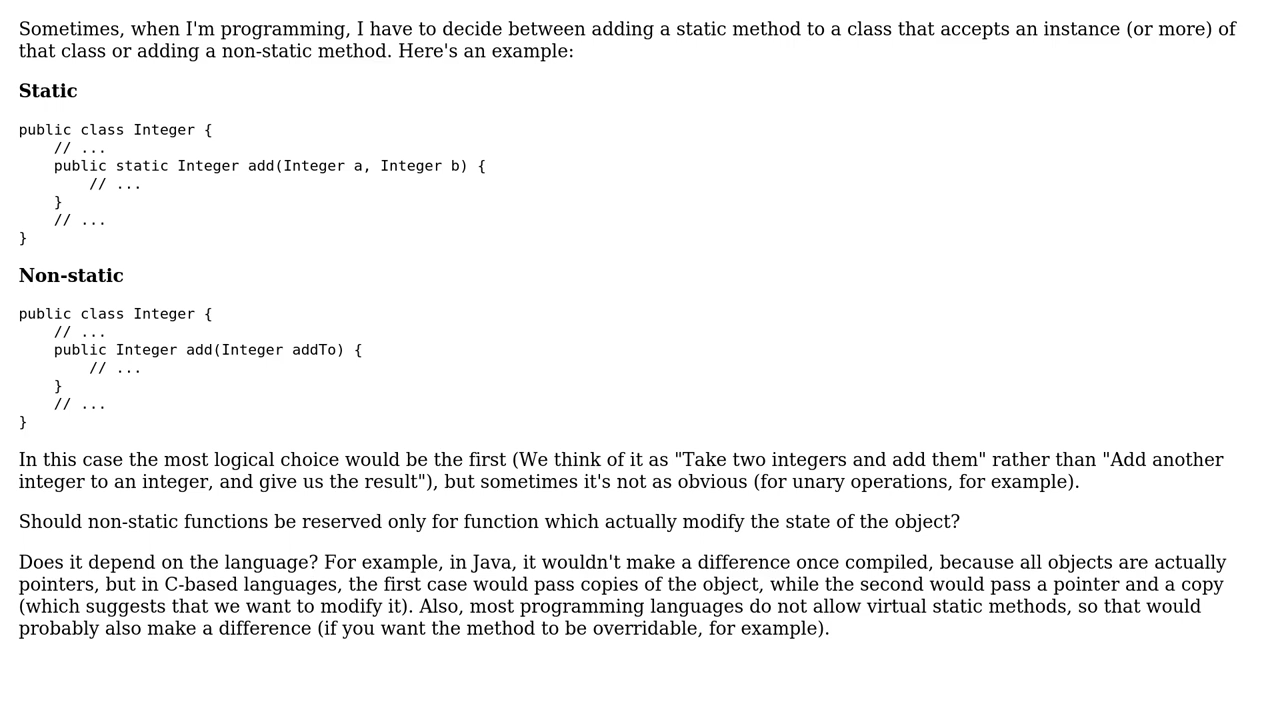 Sometimes, when I'm programming, I have to decide between adding a static method to a class that accepts an instance (or more) of
that class or adding a non-static method. Here's an example:
Static
public class Integer {
    // ...
    public static Integer add(Integer a, Integer b) {
        // ...
    }
    // ...
}
Non-static
public class Integer {
    // ...
    public Integer add(Integer addTo) {
        // ...
    }
    // ...
}
In this case the most logical choice would be the first (We think of it as "Take two integers and add them" rather than "Add another
integer to an integer, and give us the result"), but sometimes it's not as obvious (for unary operations, for example).
Should non-static functions be reserved only for function which actually modify the state of the object?
Does it depend on the language? For example, in Java, it wouldn't make a difference once compiled, because all objects are actually
pointers, but in C-based languages, the first case would pass copies of the object, while the second would pass a pointer and a copy
(which suggests that we want to modify it). Also, most programming languages do not allow virtual static methods, so that would
probably also make a difference (if you want the method to be overridable, for example).